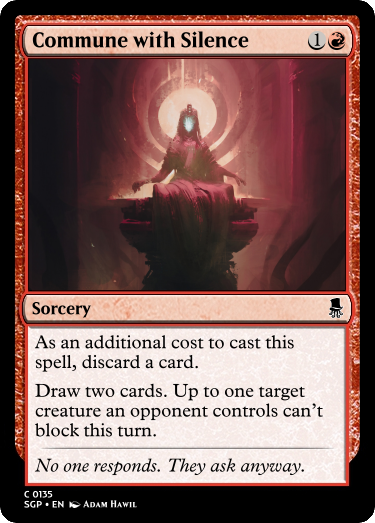 Commune with Silence 1
Sorcery
As an additional cost to cast this
spell, discard a card.
Draw two cards. Up to one target
creature an opponent controls can't
block this turn.
No one responds. They ask anyway.
C 0135
SGP • EN Adam Hawil